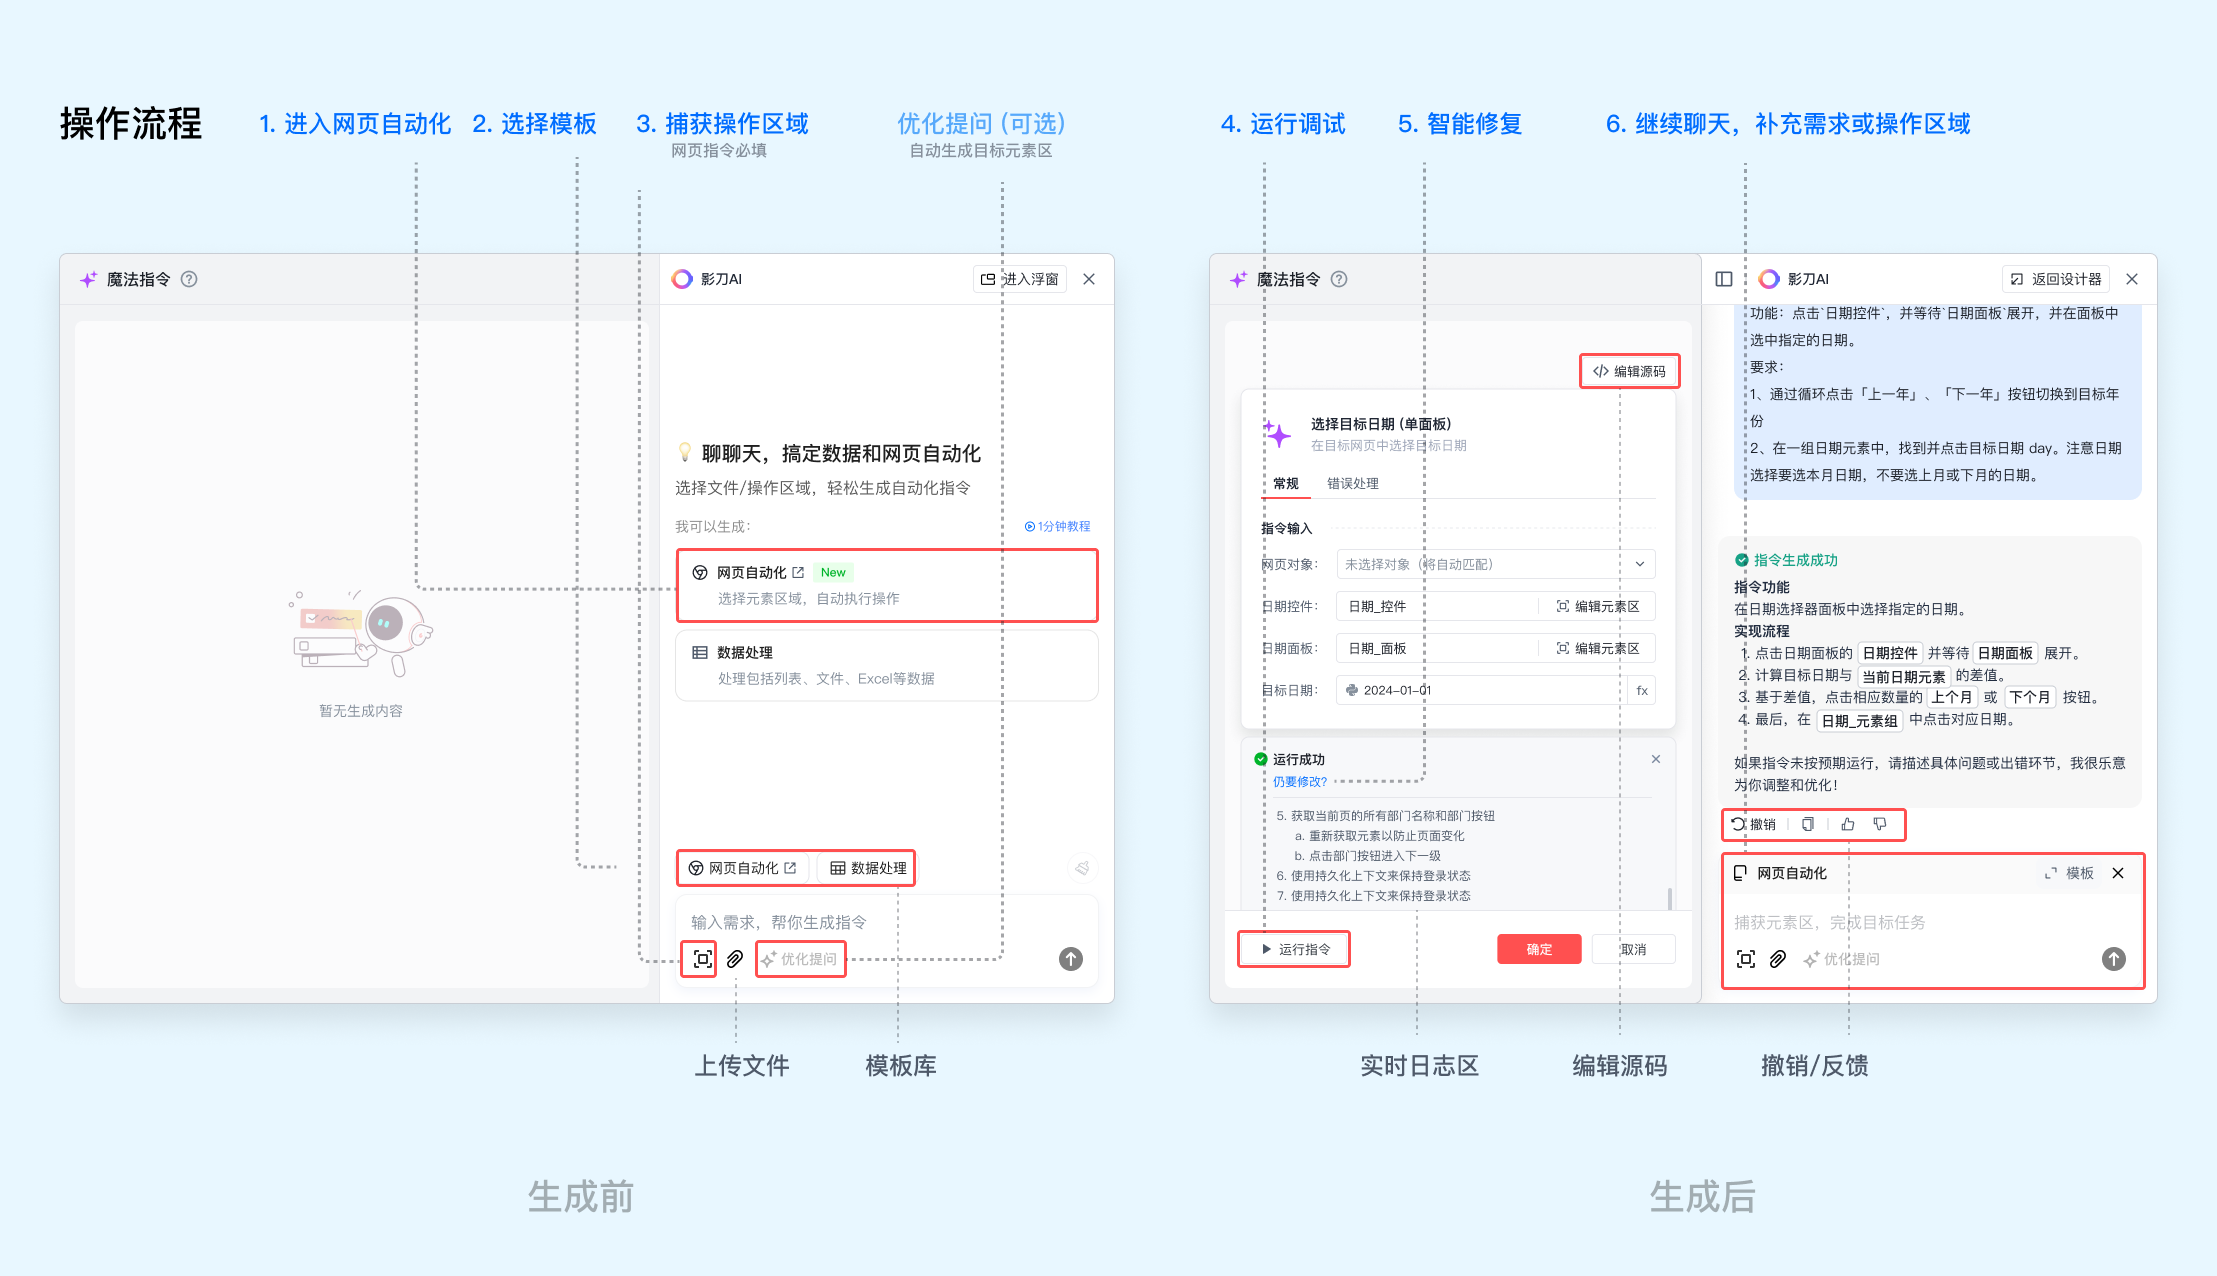 操作流程
1. 进入网页自动化
2. 选择模板
3. 捕获操作区域
网页指令必填
优化提问 (可选)
自动生成目标元素区
4. 运行调试
5. 智能修复
6. 继续聊天，补充需求或操作区域
魔法指令
暂无生成内容
影刀AI
进入浮窗
聊聊天，搞定数据和网页自动化
选择文件/操作区域，轻松生成自动化指令
我可以生成：
1分钟教程
网页自动化 New
选择元素区域，自动执行操作
数据处理
处理包括列表、文件、Excel等数据
网页自动化
数据处理
输入需求，帮你生成指令
优化提问
上传文件
模板库
生成前
魔法指令
</> 编辑源码
选择目标日期 (单面板)
在目标网页中选择目标日期
常规 错误处理
指令输入
网页对象： 未选择对象（将自动匹配）
日期控件： 日期_控件 编辑元素区
日期面板： 日期_面板 编辑元素区
目标日期： 2024-01-01 fx
运行成功
仍要修改?
5. 获取当前页的所有部门名称和部门按钮
a. 重新获取元素以防止页面变化
b. 点击部门按钮进入下一级
6. 使用持久化上下文来保持登录状态
7. 使用持久化上下文来保持登录状态
运行指令
确定
取消
影刀AI
返回设计器
功能：点击`日期控件`，并等待`日期面板`展开，并在面板中
选中指定的日期。
要求：
1、通过循环点击「上一年」、「下一年」按钮切换到目标年
份
2、在一组日期元素中，找到并点击目标日期 day。注意日期
选择要选本月日期，不要选上月或下月的日期。
指令生成成功
指令功能
在日期选择器面板中选择指定的日期。
实现流程
1. 点击日期面板的 日期控件 并等待 日期面板 展开。
2. 计算目标日期与 当前日期元素 的差值。
3. 基于差值，点击相应数量的 上个月 或 下个月 按钮。
4. 最后，在 日期_元素组 中点击对应日期。
如果指令未按预期运行，请描述具体问题或出错环节，我很乐意
为你调整和优化！
撤销
网页自动化
模板
捕获元素区，完成目标任务
优化提问
实时日志区
编辑源码
撤销/反馈
生成后